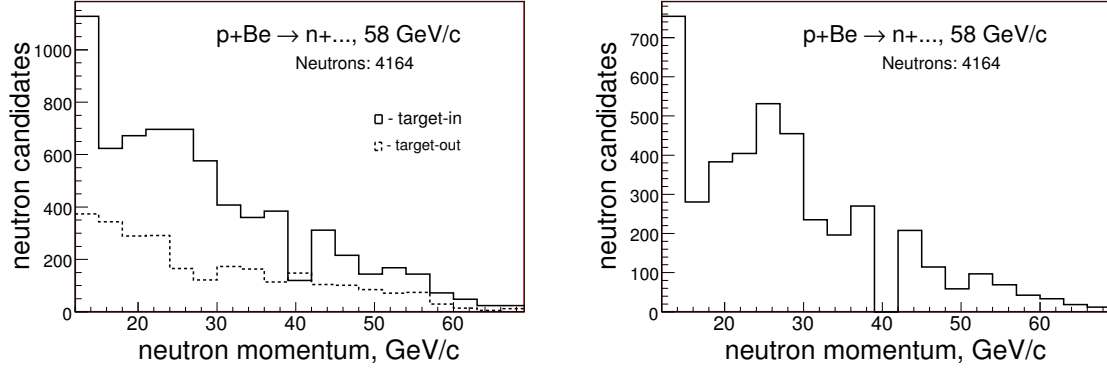 p+Be → n+..., 58 GeV/c
Neutrons: 4164
- target-in
- target-out
neutron candidates
1000
800
600
400
200
0
20 30 40 50 60
neutron momentum, GeV/c
p+Be → n+..., 58 GeV/c
Neutrons: 4164
neutron candidates
700
600
500
400
300
200
100
0
20 30 40 50 60
neutron momentum, GeV/c